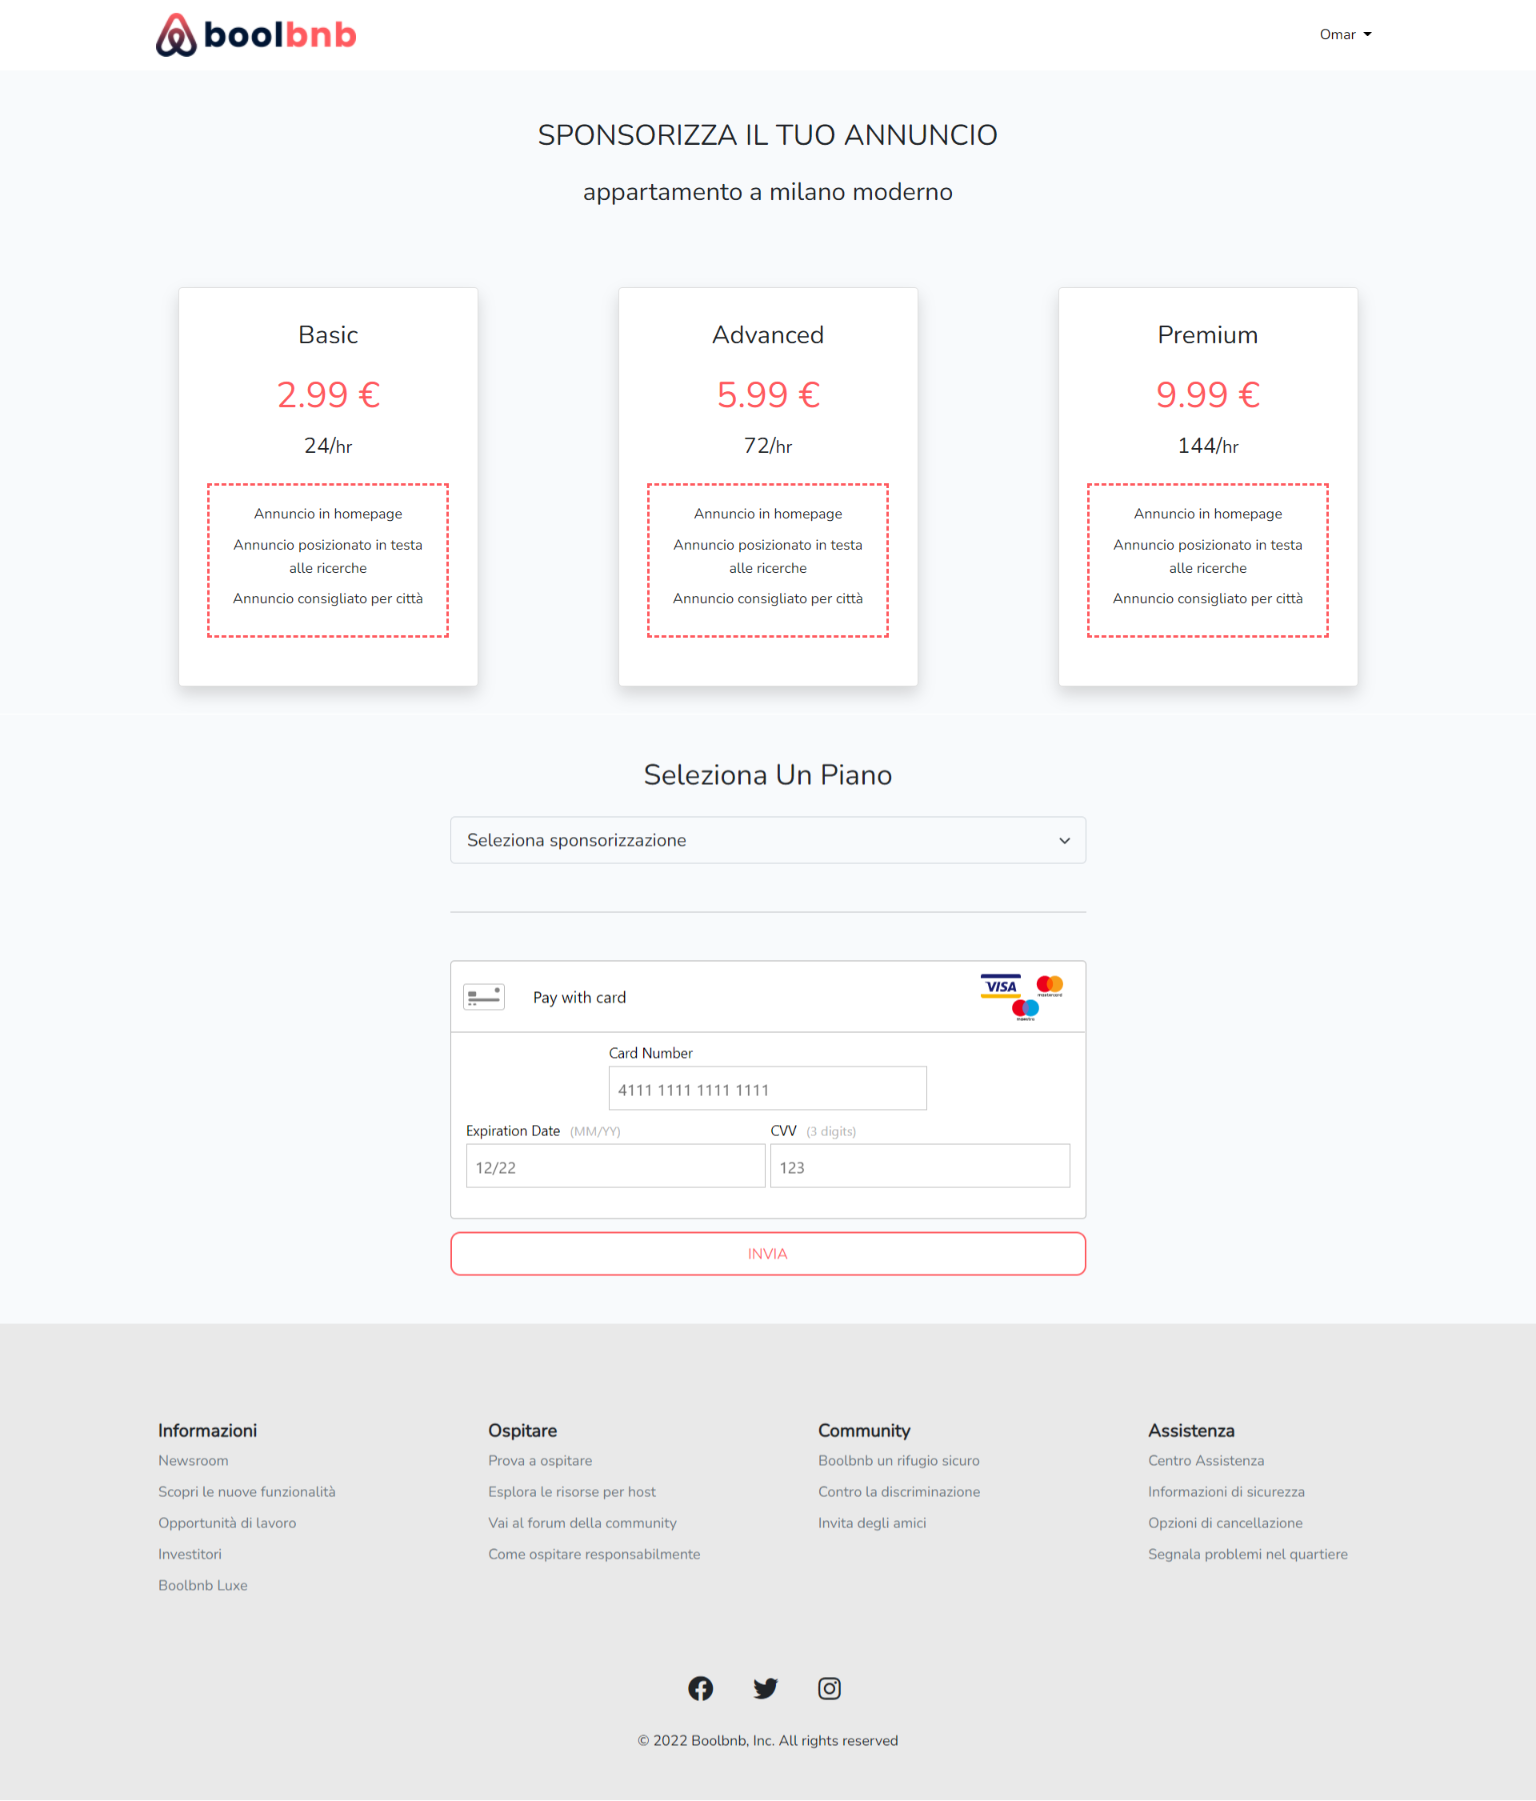 boolbnb
Omar
SPONSORIZZA IL TUO ANNUNCIO
appartamento a milano moderno
Basic
2.99 €
24/hr
Annuncio in homepage
Annuncio posizionato in testa
alle ricerche
Annuncio consigliato per città
Advanced
5.99 €
72/hr
Annuncio in homepage
Annuncio posizionato in testa
alle ricerche
Annuncio consigliato per città
Premium
9.99 €
144/hr
Annuncio in homepage
Annuncio posizionato in testa
alle ricerche
Annuncio consigliato per città
Seleziona Un Piano
Seleziona sponsorizzazione
Pay with card
VISA
mastercard
maestro
Card Number
4111 1111 1111 1111
Expiration Date (MM/YY)
12/22
CVV (3 digits)
123
INVIA
Informazioni
Newsroom
Scopri le nuove funzionalità
Opportunità di lavoro
Investitori
Boolbnb Luxe
Ospitare
Prova a ospitare
Esplora le risorse per host
Vai al forum della community
Come ospitare responsabilmente
Community
Boolbnb un rifugio sicuro
Contro la discriminazione
Invita degli amici
Assistenza
Centro Assistenza
Informazioni di sicurezza
Opzioni di cancellazione
Segnala problemi nel quartiere
© 2022 Boolbnb, Inc. All rights reserved